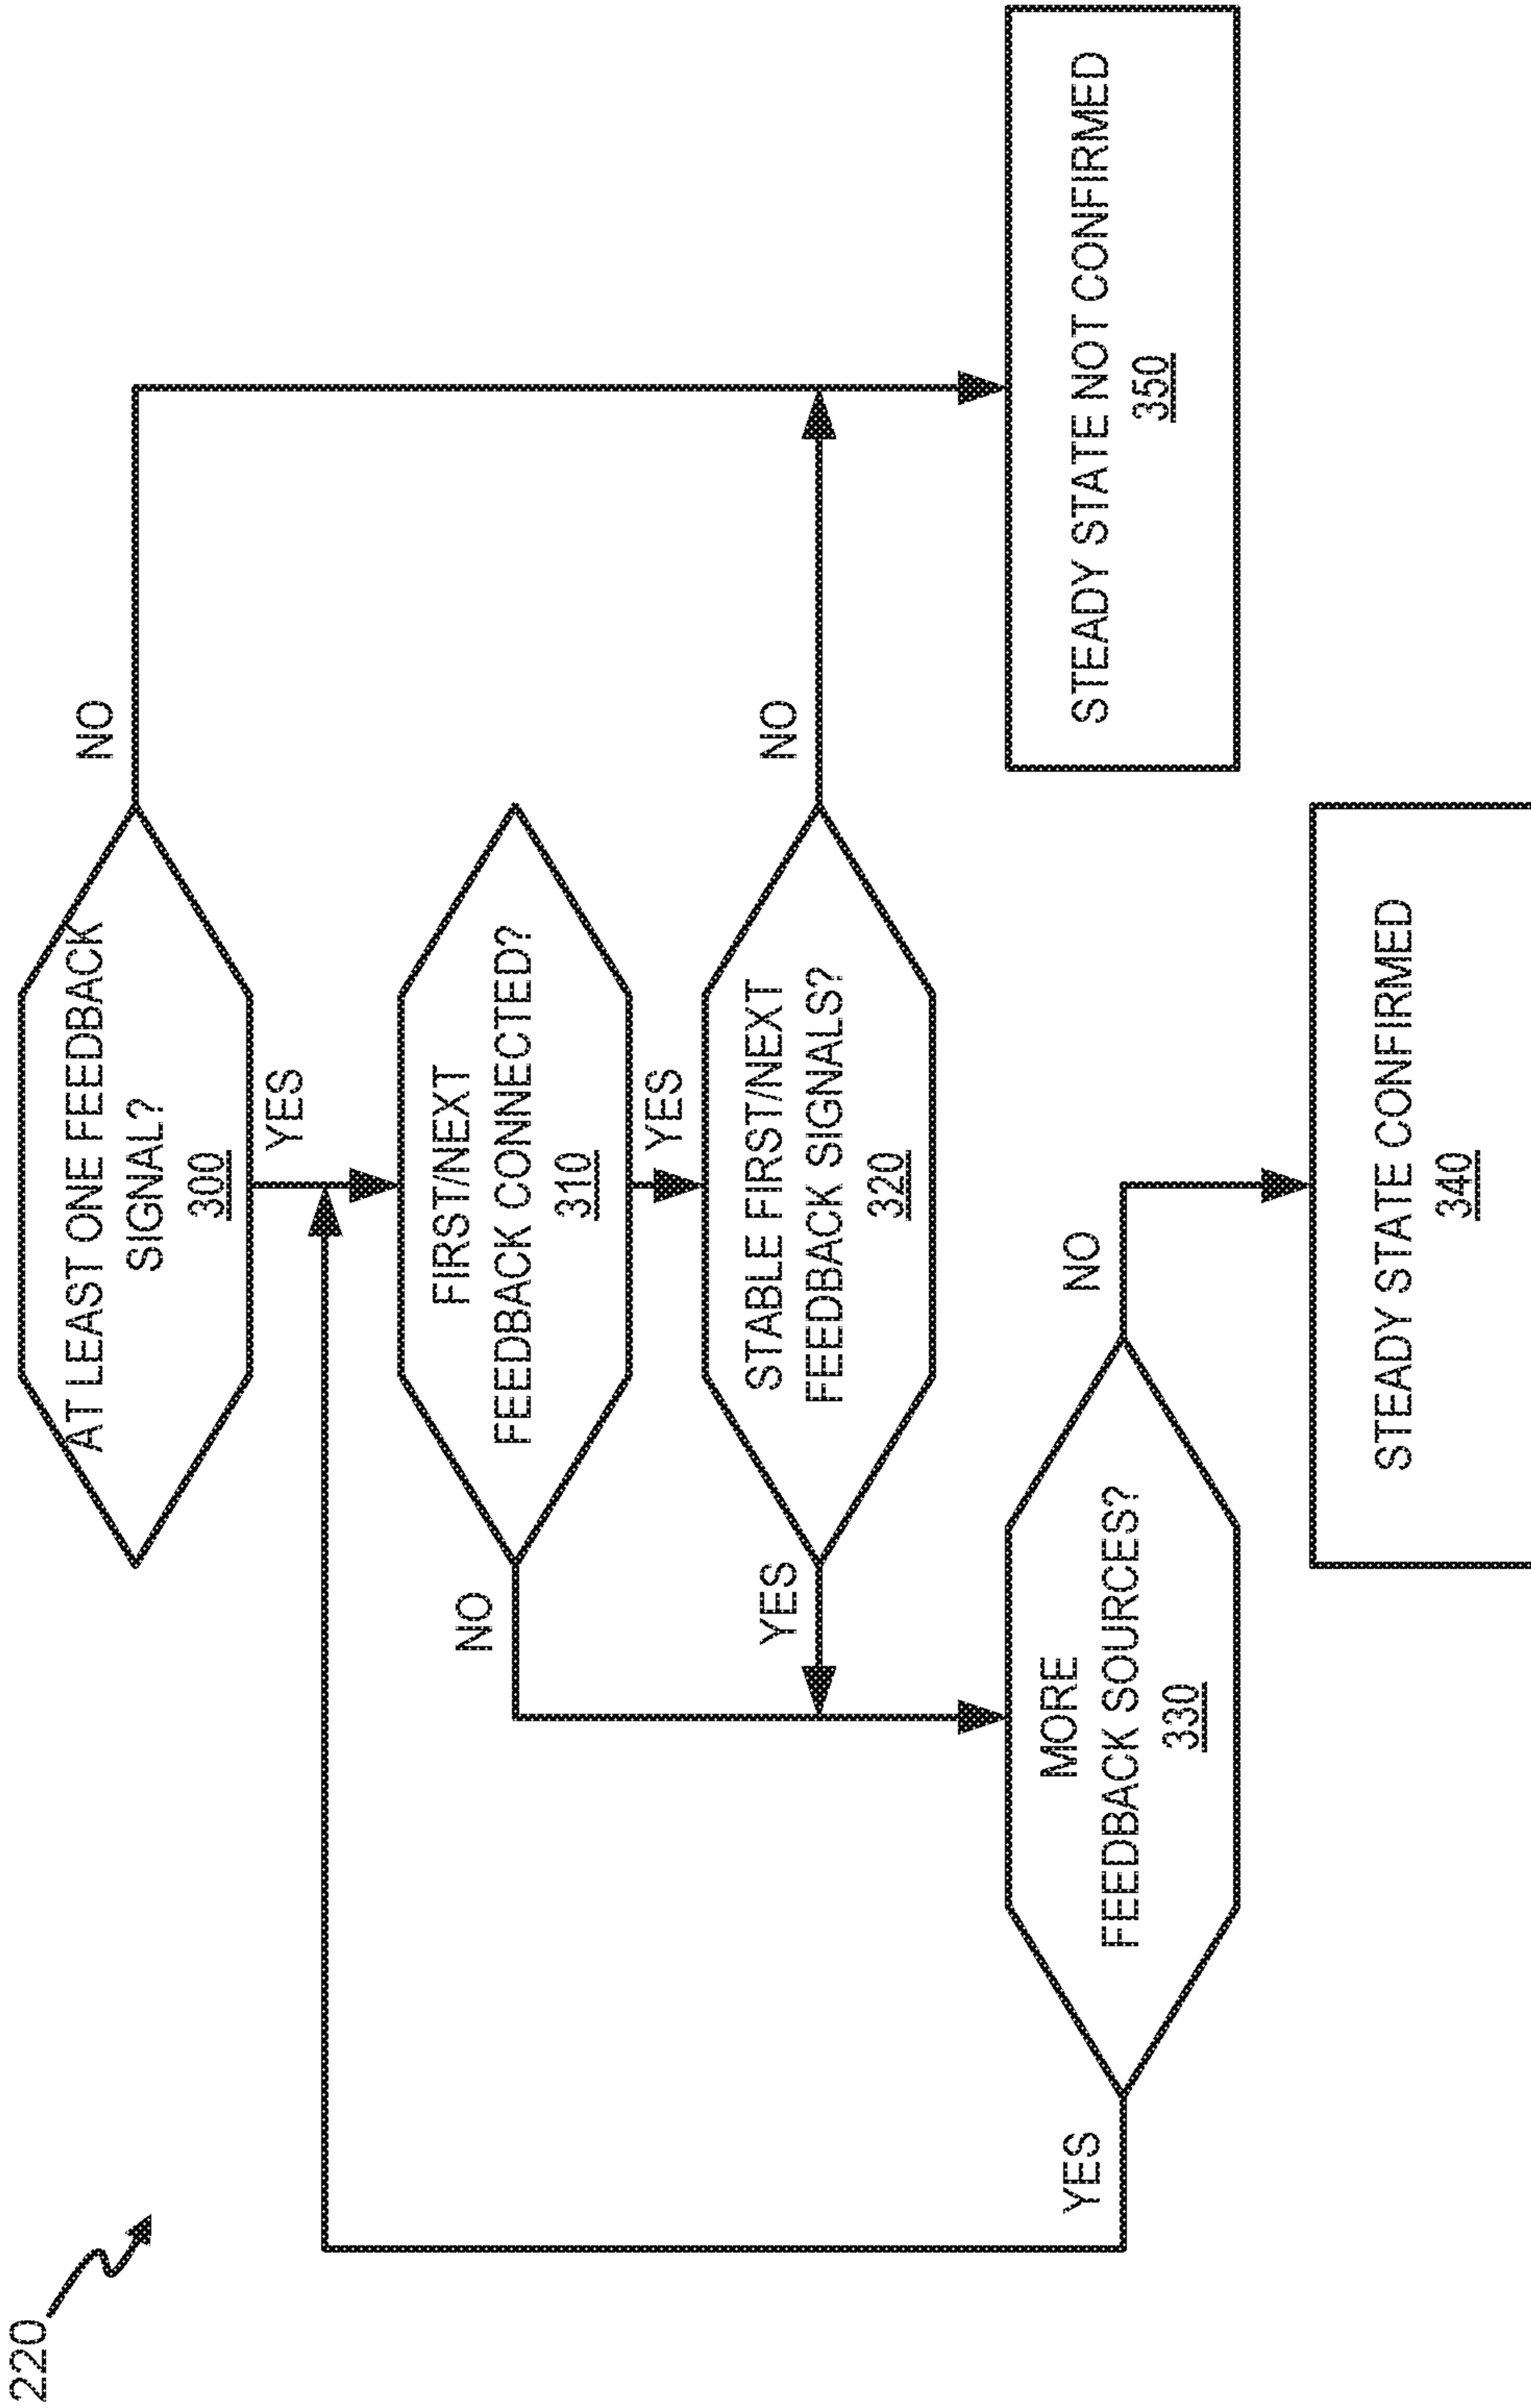 220
AT LEAST ONE FEEDBACK
SIGNAL?
300
NO
YES
FIRST/NEXT
FEEDBACK CONNECTED?
310
NO
YES
STABLE FIRST/NEXT
FEEDBACK SIGNALS?
320
YES
NO
MORE
FEEDBACK SOURCES?
330
YES
NO
STEADY STATE NOT CONFIRMED
350
STEADY STATE CONFIRMED
340